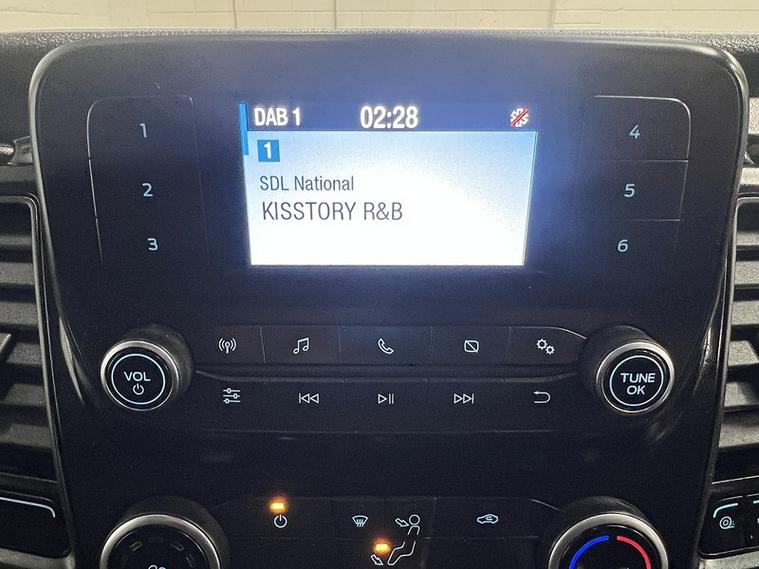 DAB 1 02:28
1
SDL National
KISSTORY R&B
1
2
3
4
5
6
VOL
TUNE
OK